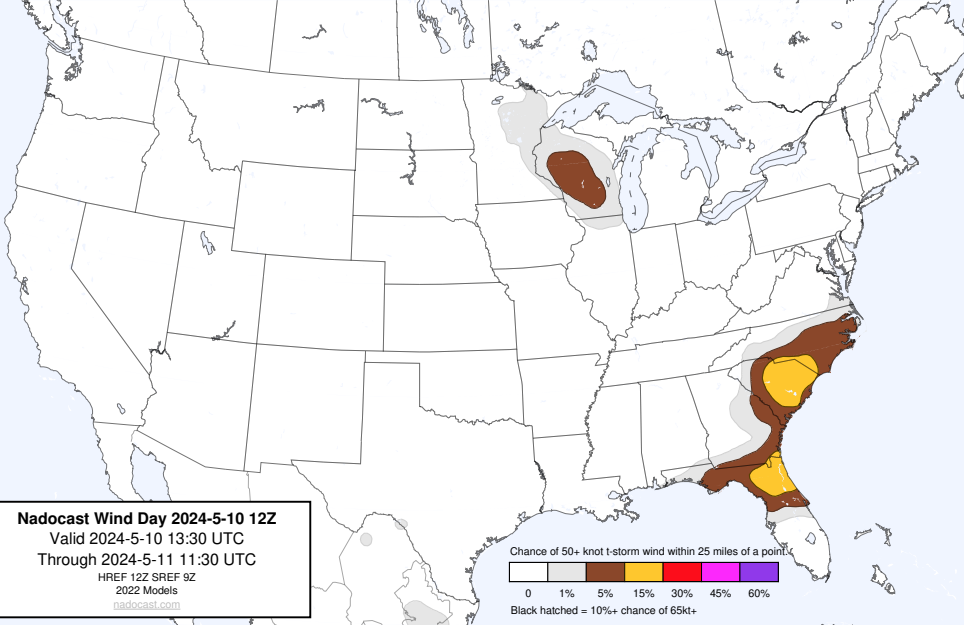 Nadocast Wind Day 2024-5-10 12Z
Valid 2024-5-10 13:30 UTC
Through 2024-5-11 11:30 UTC
HREF 12Z SREF 9Z
2022 Models
nadocast.com
Chance of 50+ knot t-storm wind within 25 miles of a point.
0 1% 5% 15% 30% 45% 60%
Black hatched = 10%+ chance of 65kt+